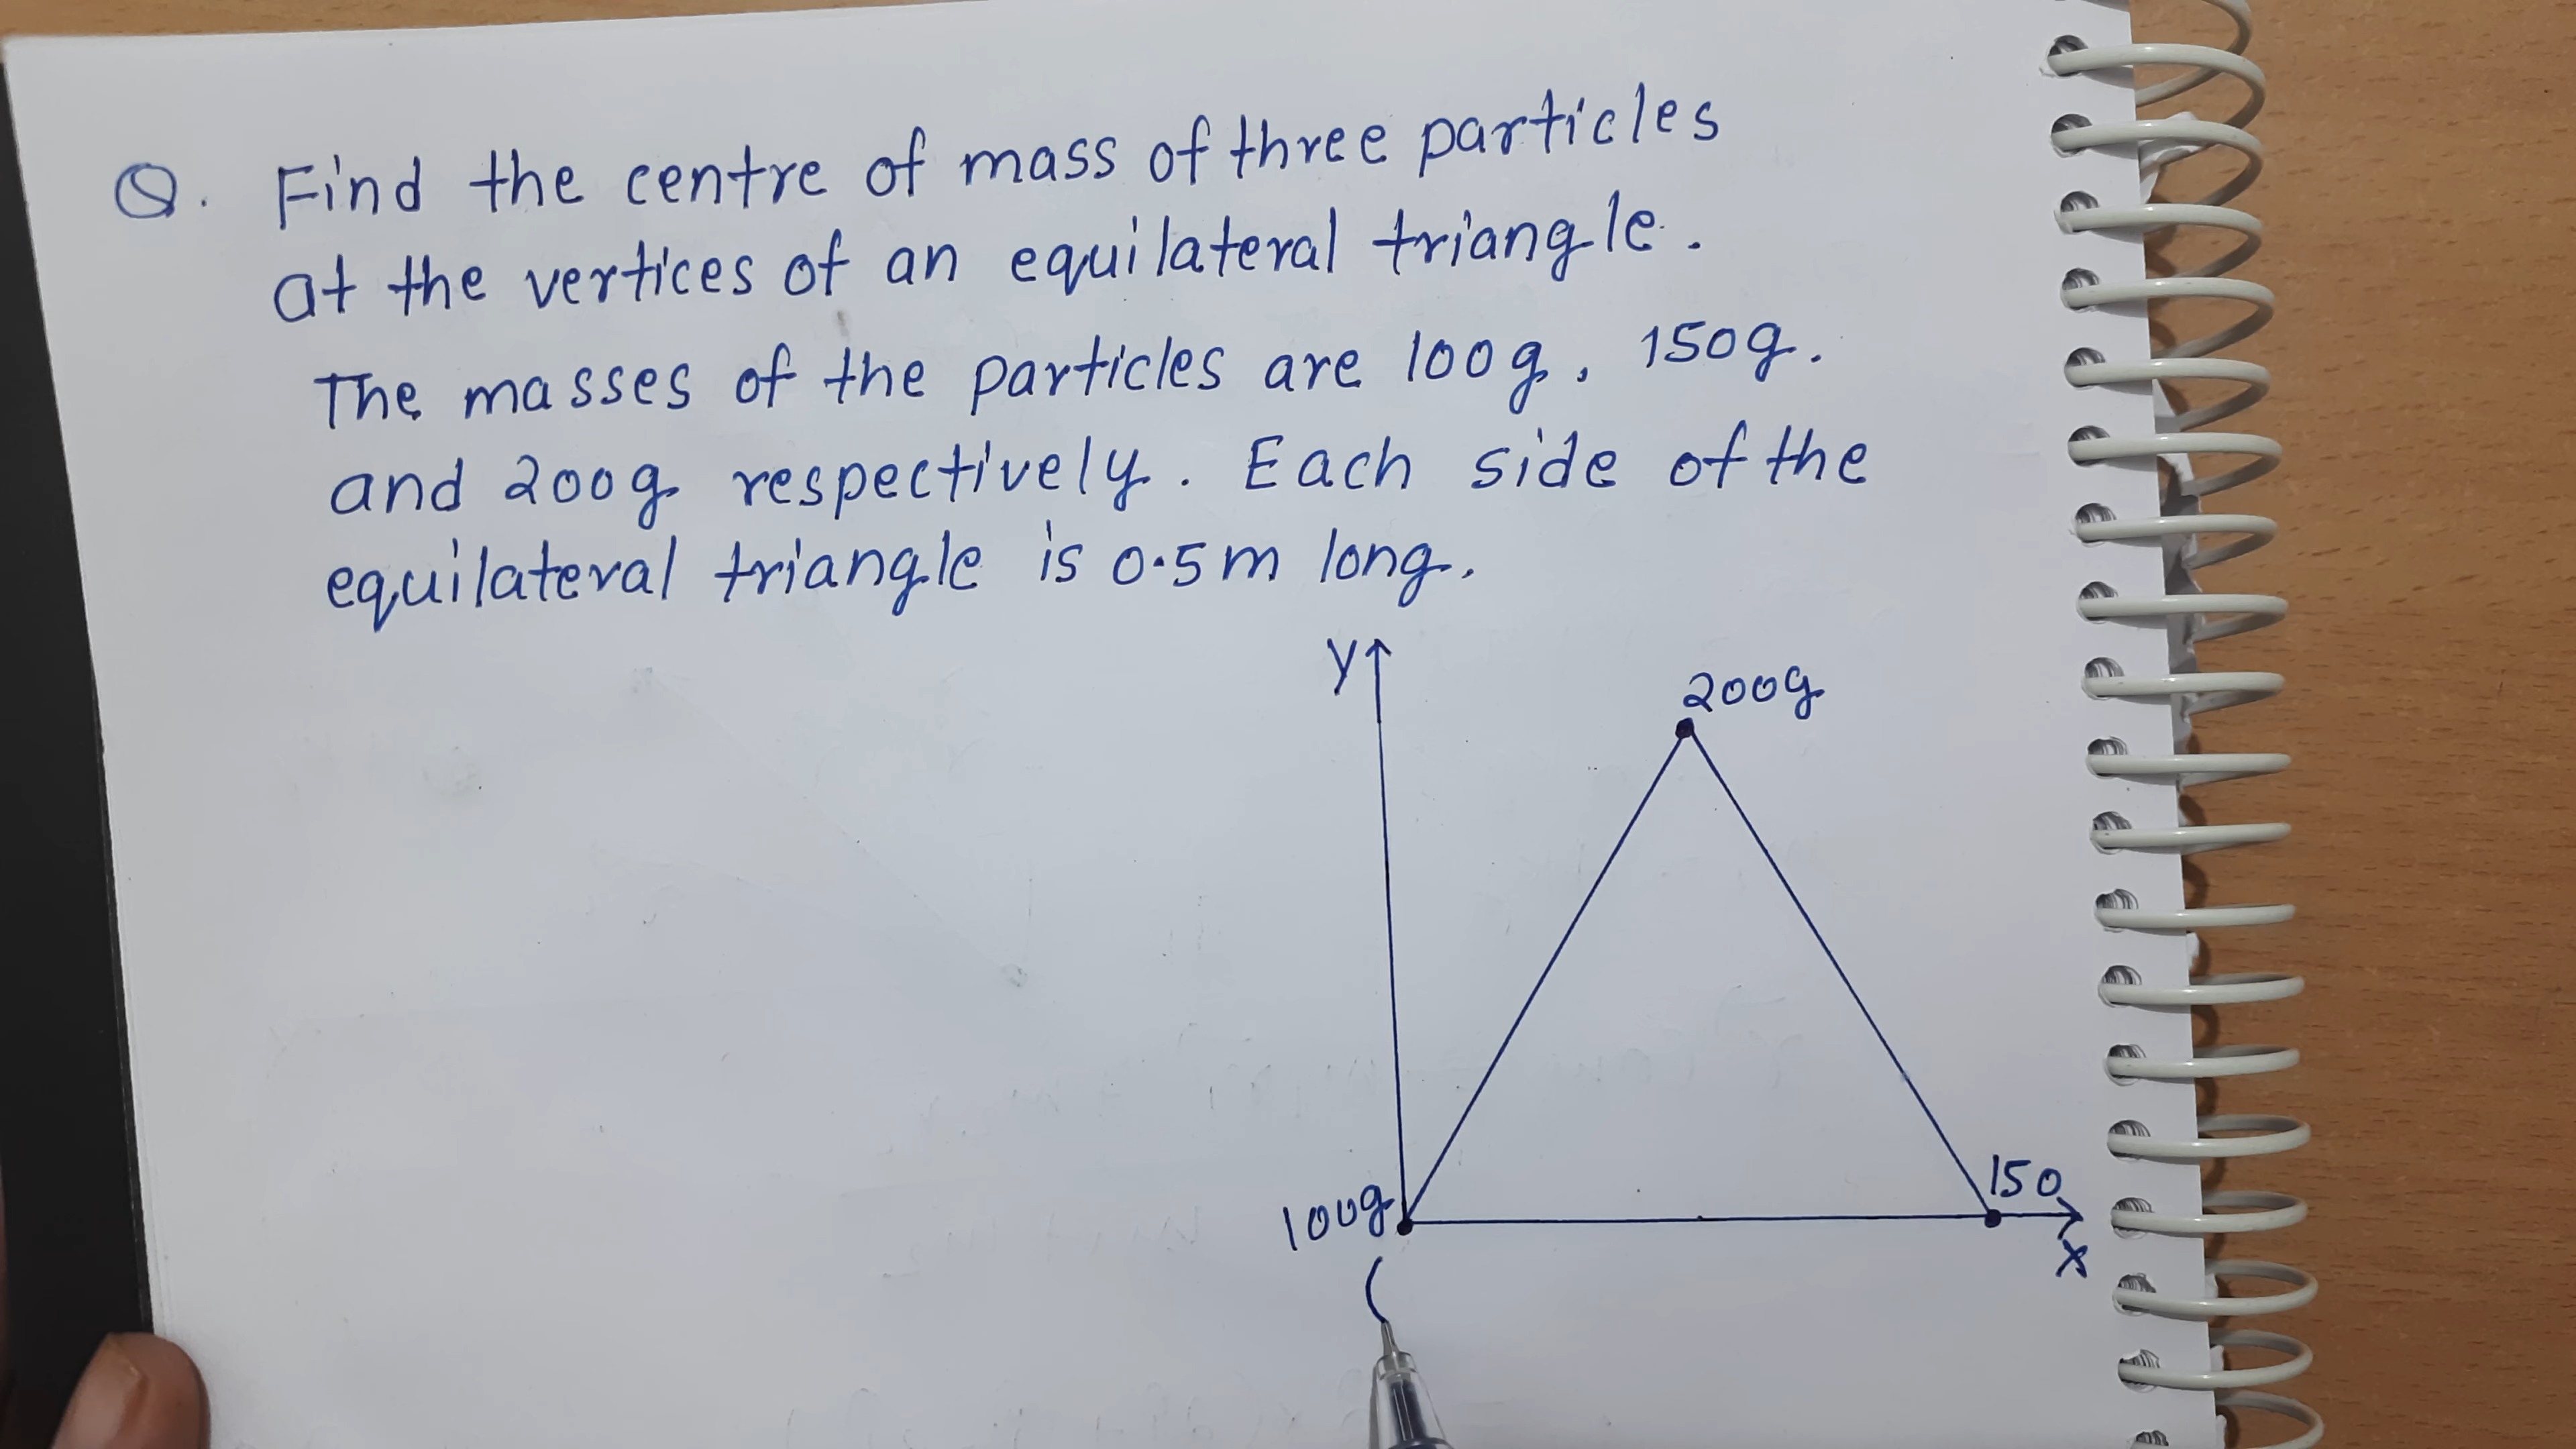 Q. Find the centre of mass of three particles
at the vertices of an equilateral triangle.
The masses of the particles are 100g, 150g.
and 200g respectively. Each side of the
equilateral triangle is 0.5m long.
y
200g
100g
150
x
(